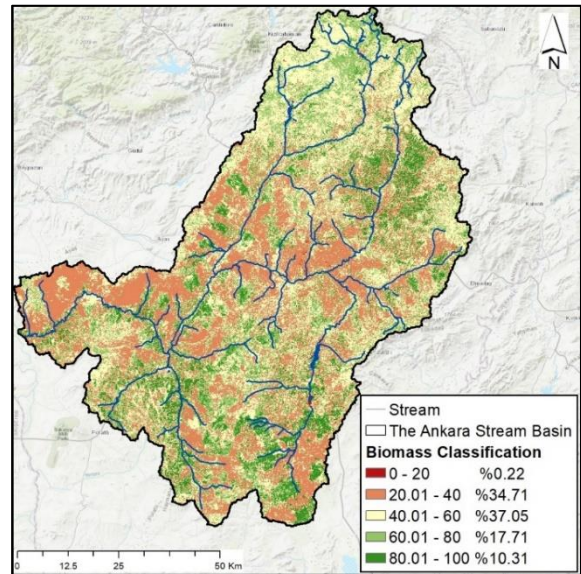 N
Polatlı
Stream
The Ankara Stream Basin
Biomass Classification
0 - 20 %0.22
20.01 - 40 %34.71
40.01 - 60 %37.05
60.01 - 80 %17.71
80.01 - 100 %10.31
0 12.5 25 50 Km